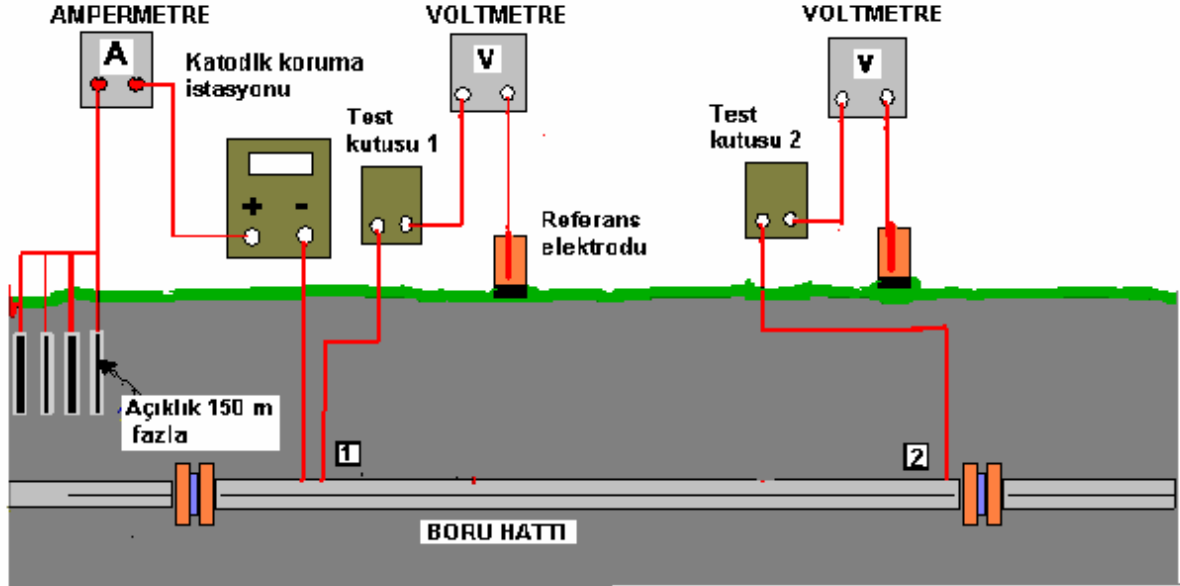 AMPERMETRE
VOLTMETRE
VOLTMETRE
A
Katodik koruma
istasyonu
V
V
Test
kutusu 1
Test
kutusu 2
+ -
Referans
elektrodu
Açıklık 150 m
fazla
1
2
BORU HATTI